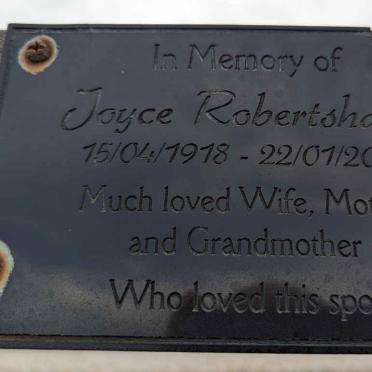 In Memory of
Joyce Robertsha
15/04/1918 - 22/01/20
Much loved Wife, Mot
and Grandmother
Who loved this spo